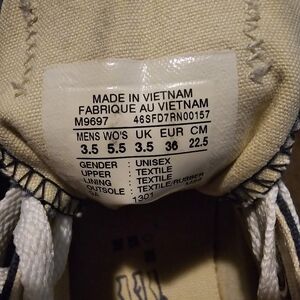 MADE IN VIETNAM
FABRIQUE AU VIETNAM
M9697 46SFD7RN00157
MENS WO'S UK EUR CM
3.5 5.5 3.5 36 22.5
GENDER : UNISEX
UPPER : TEXTILE
LINING : TEXTILE
OUTSOLE : TEXTILE/RUBBER
1301